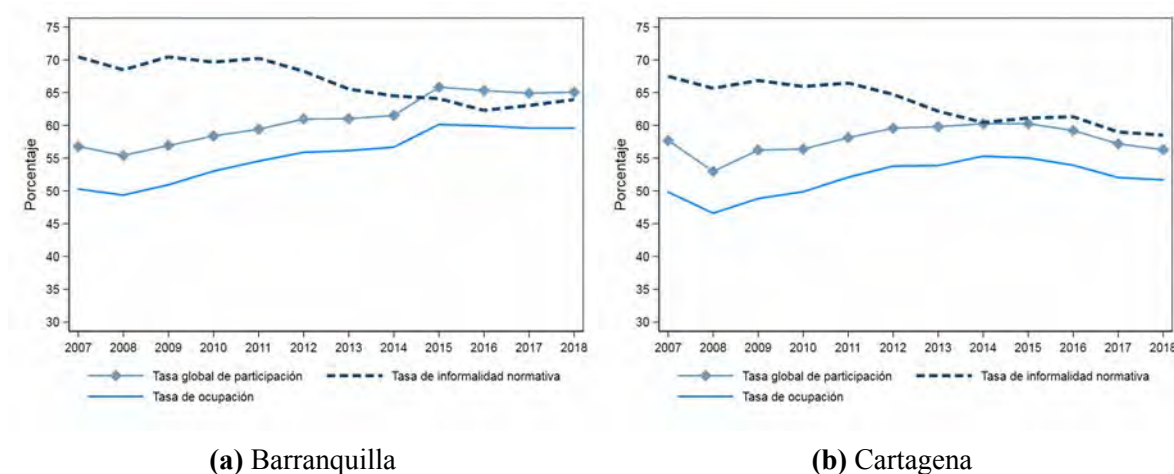 Porcentaje
75
70
65
60
55
50
45
40
35
30
2007 2008 2009 2010 2011 2012 2013 2014 2015 2016 2017 2018
Tasa global de participación Tasa de informalidad normativa
Tasa de ocupación
(a) Barranquilla
Porcentaje
75
70
65
60
55
50
45
40
35
30
2007 2008 2009 2010 2011 2012 2013 2014 2015 2016 2017 2018
Tasa global de participación Tasa de informalidad normativa
Tasa de ocupación
(b) Cartagena